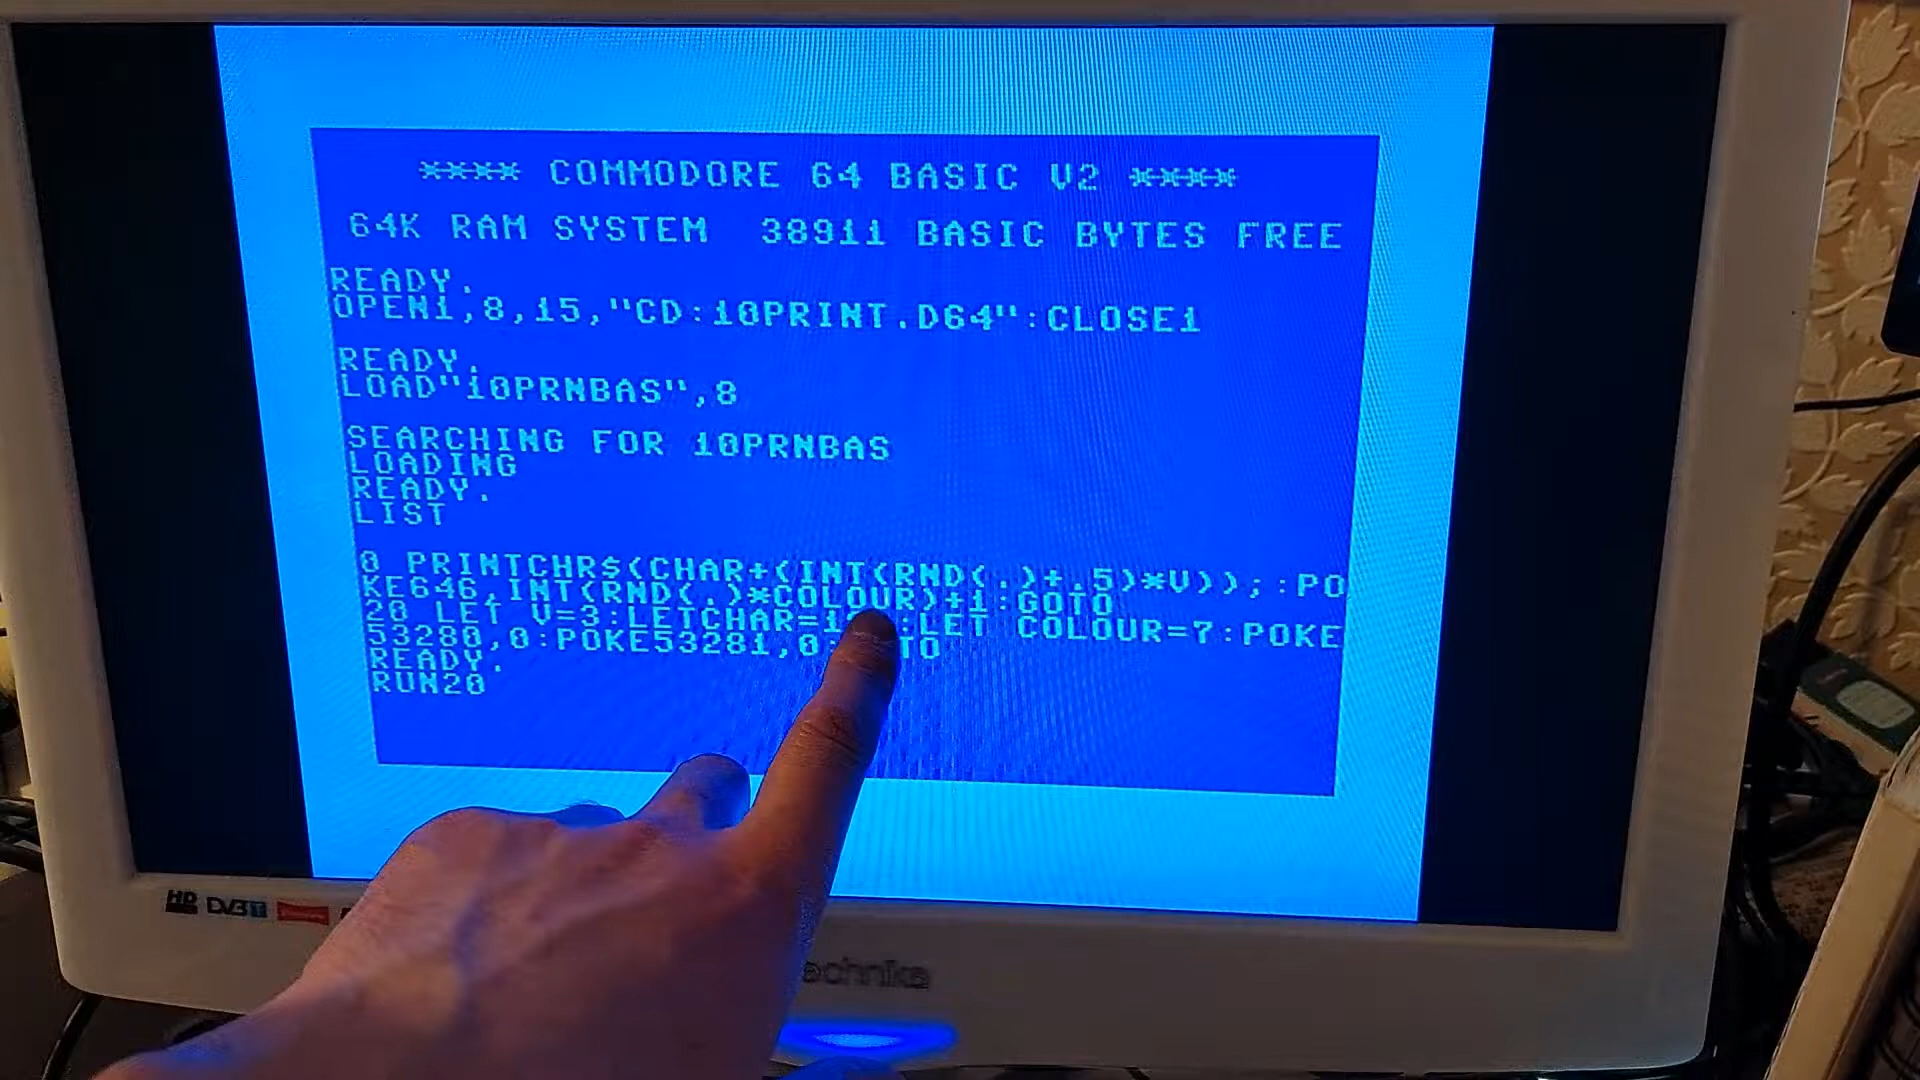 **** COMMODORE 64 BASIC V2 ****
64K RAM SYSTEM  38911 BASIC BYTES FREE
READY.
OPEN1,8,15,"CD:10PRINT.D64":CLOSE1
READY.
LOAD"10PRNBAS",8
SEARCHING FOR 10PRNBAS
LOADING
READY.
LIST
0 PRINTCHR$(CHAR+(INT(RND(.)+.5)*V));:PO
KE646,INT(RND(.)*COLOUR)+1:GOTO
20 LET V=3:LETCHAR= :LET COLOUR=7:POKE
53280,0:POKE53281,0:
READY.
RUN20
HD DVB T